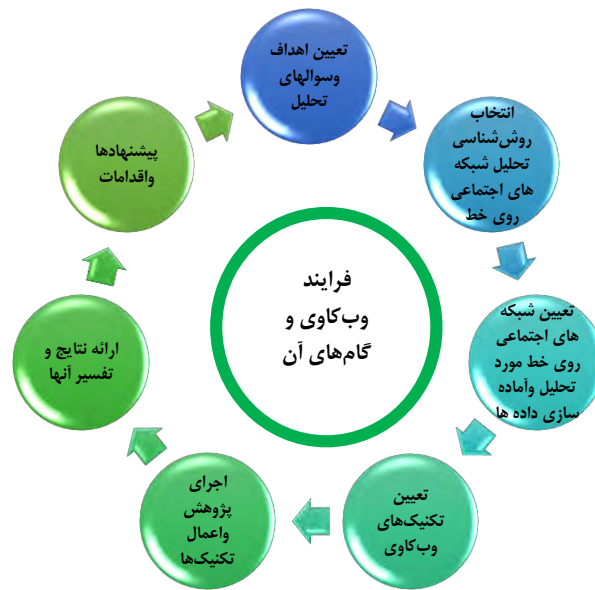 تعیین اهداف
وسوالهای
تحلیل
انتخاب
روش‌شناسی
تحلیل شبکه
های اجتماعی
روی خط
تعیین شبکه
های اجتماعی
روی خط مورد
تحلیل وآماده
سازی داده ها
تعیین
تکنیک‌های
وب‌کاوی
اجرای
پژوهش
واعمال
تکنیک‌ها
ارائه نتایج و
تفسیر آنها
پیشنهادها
واقدامات
فرایند
وب‌کاوی و
گام‌های آن